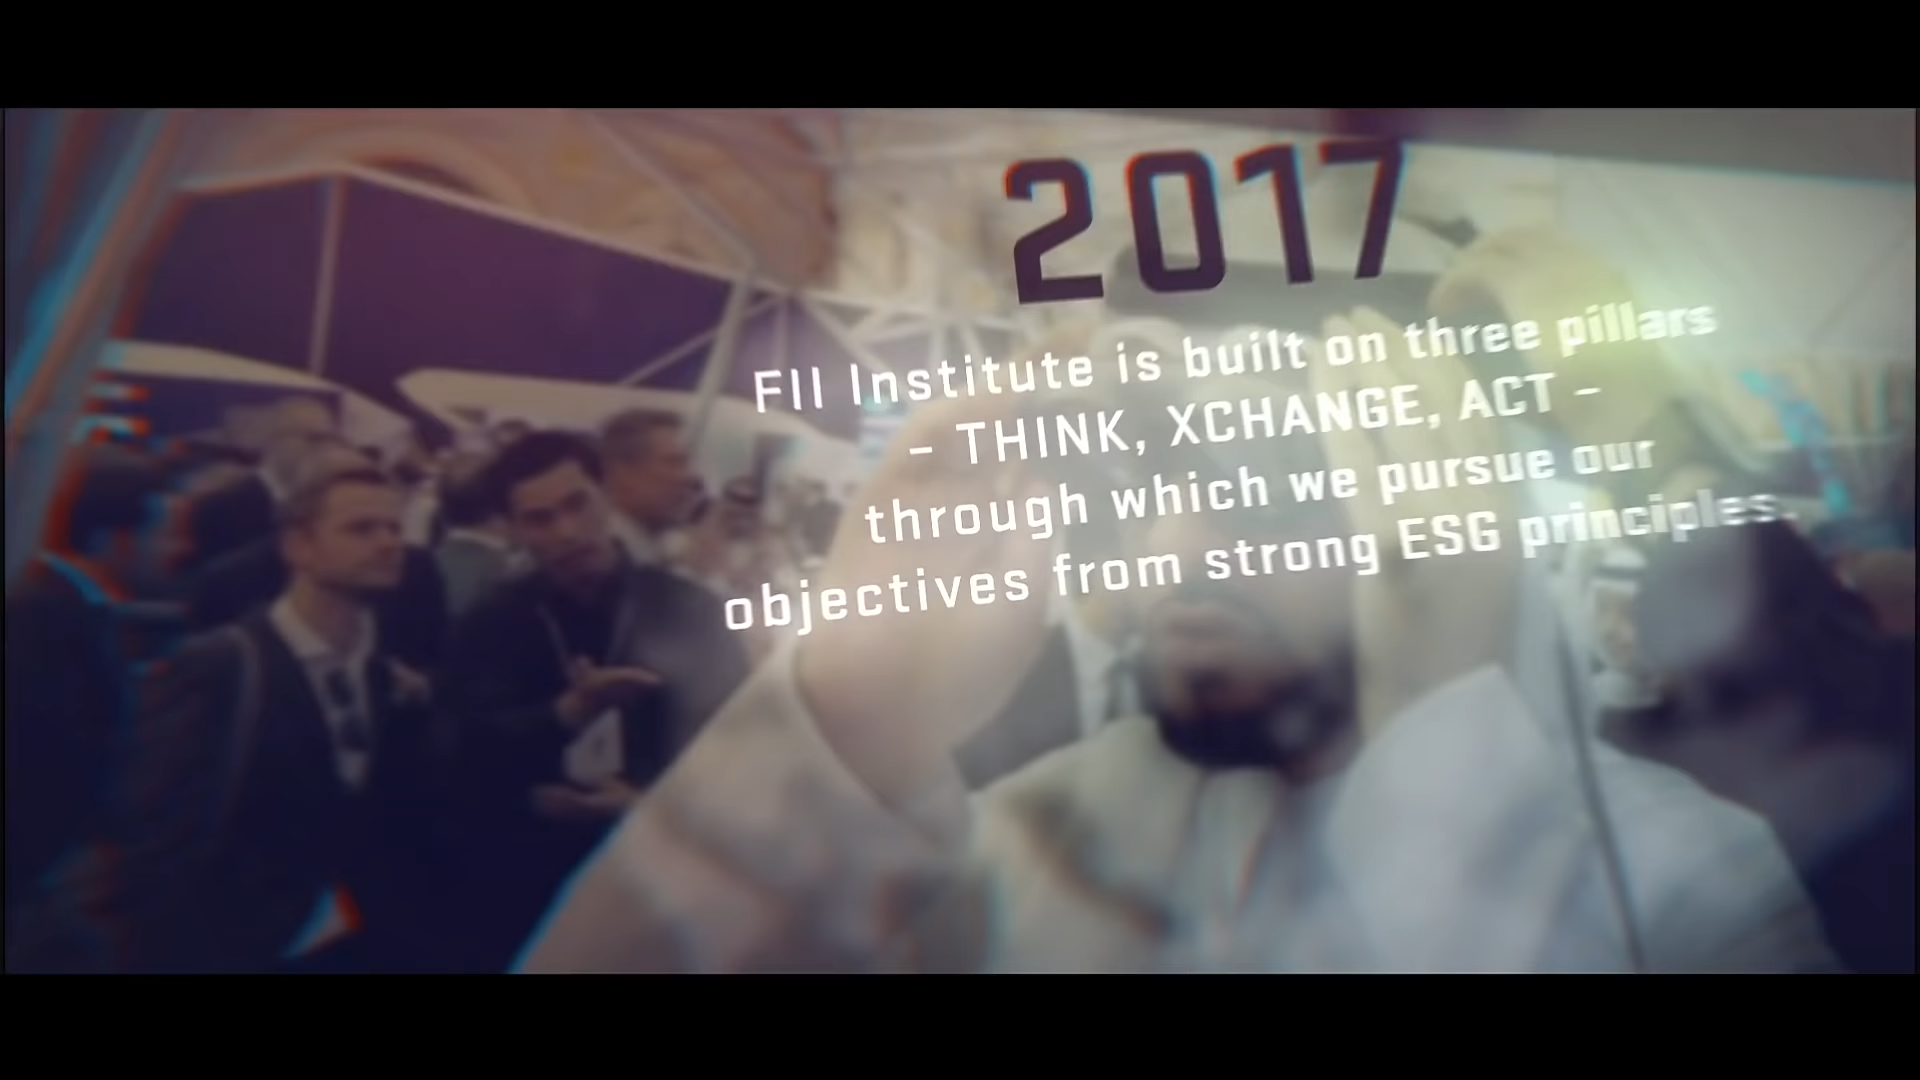 2017
FII Institute is built on three pillars
– THINK, XCHANGE, ACT –
through which we pursue our
objectives from strong ESG principles.